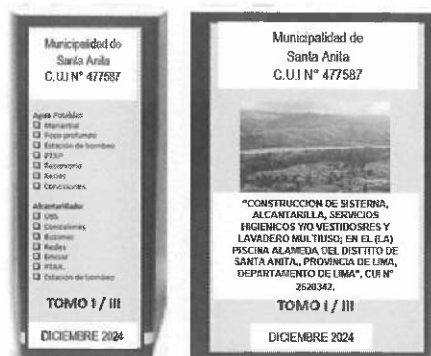 Municipalidad de
Santa Anita
C.U.I N° 477587
Agua Potable:
Manantial
Pozo profundo
Estación de bombeo
PTAP
Reservorio
Redes
Conexiones
Alcantarillado:
UBS
Conexiones
Buzones
Redes
Emisor
PTAR
Estación de bombeo
TOMO I / III
DICIEMBRE 2024
Municipalidad de
Santa Anita
C.U.I N° 477587
"CONSTRUCCION DE SISTERNA,
ALCANTARILLA, SERVICIOS
HIGIENICOS Y/O VESTIDOSRES Y
LAVADERO MULTIUSO; EN EL (LA)
PISCINA ALAMEDA DEL DISTTITO DE
SANTA ANITA,, PROVINCIA DE LIMA,
DEPARTAMENTO DE LIMA", CUI N°
2620342,
TOMO I / III
DICIEMBRE 2024